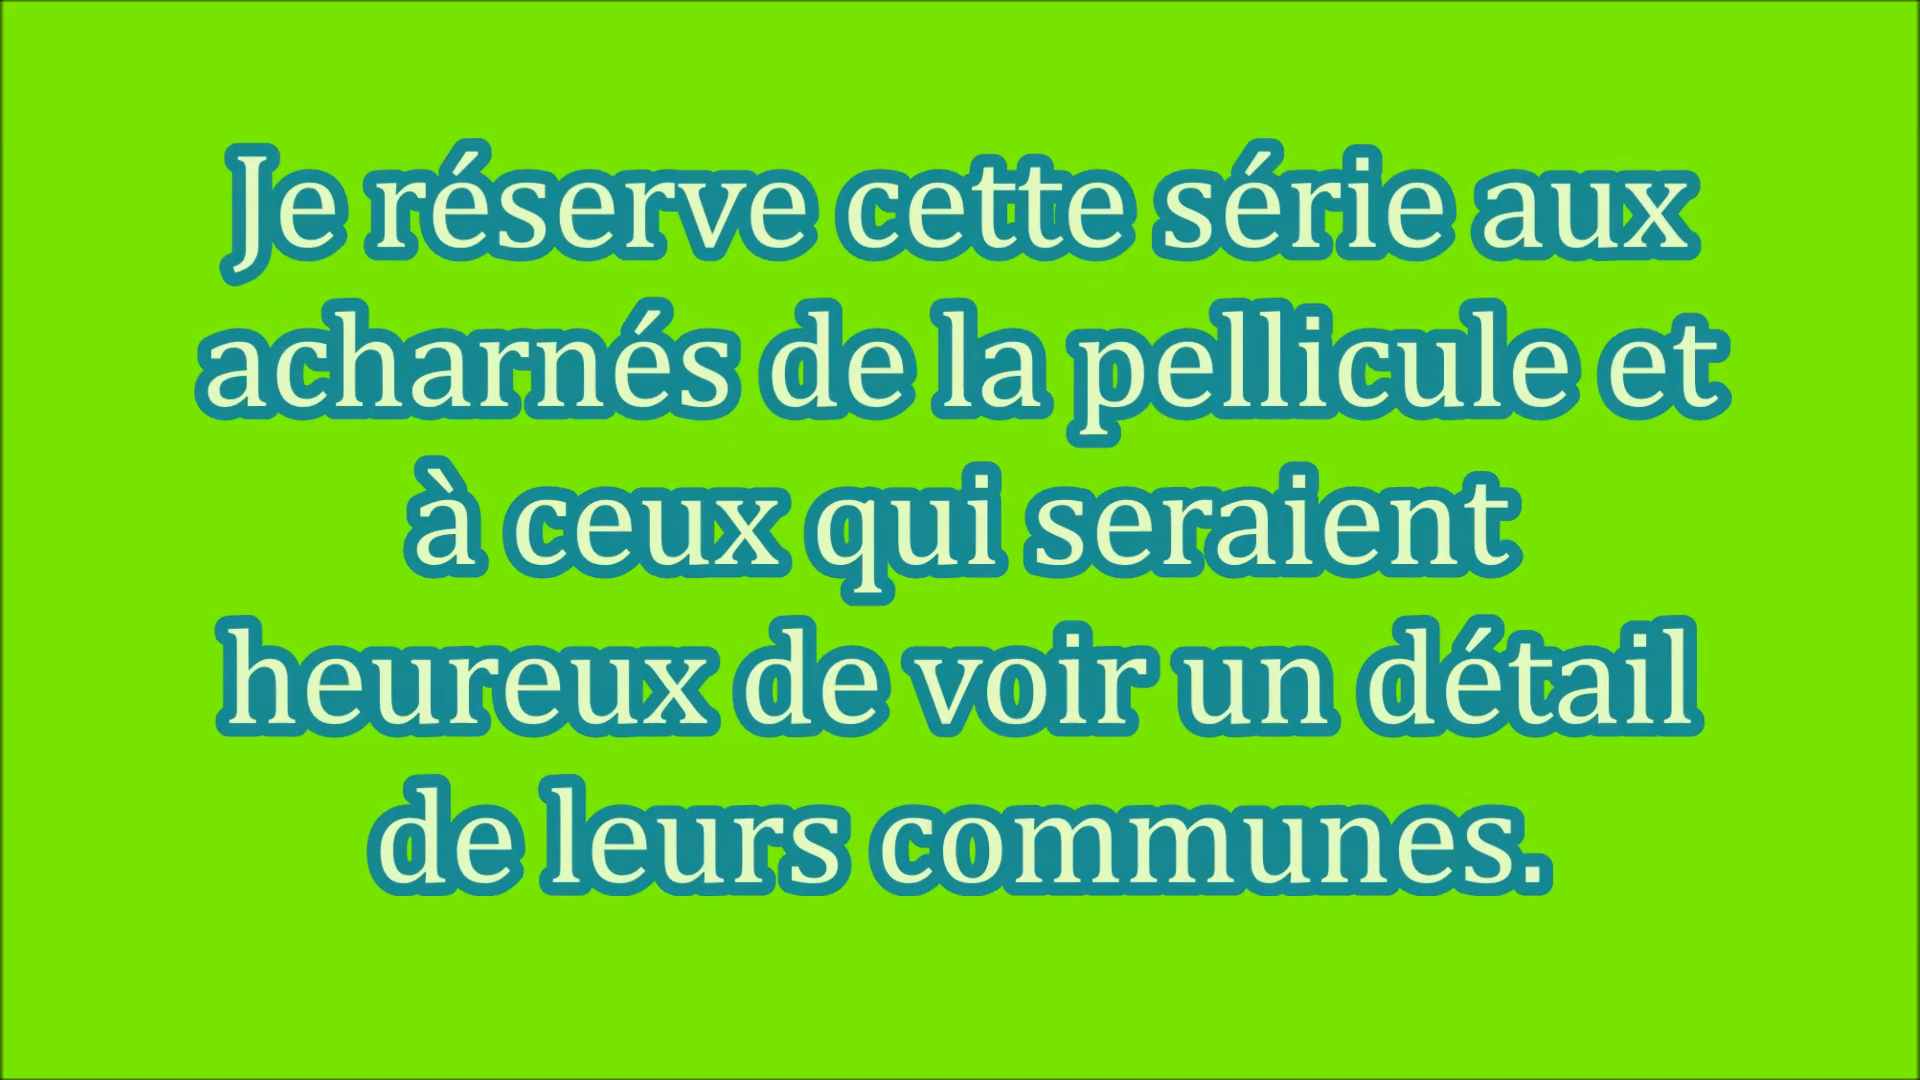 Je réserve cette série aux
acharnés de la pellicule et
à ceux qui seraient
heureux de voir un détail
de leurs communes.